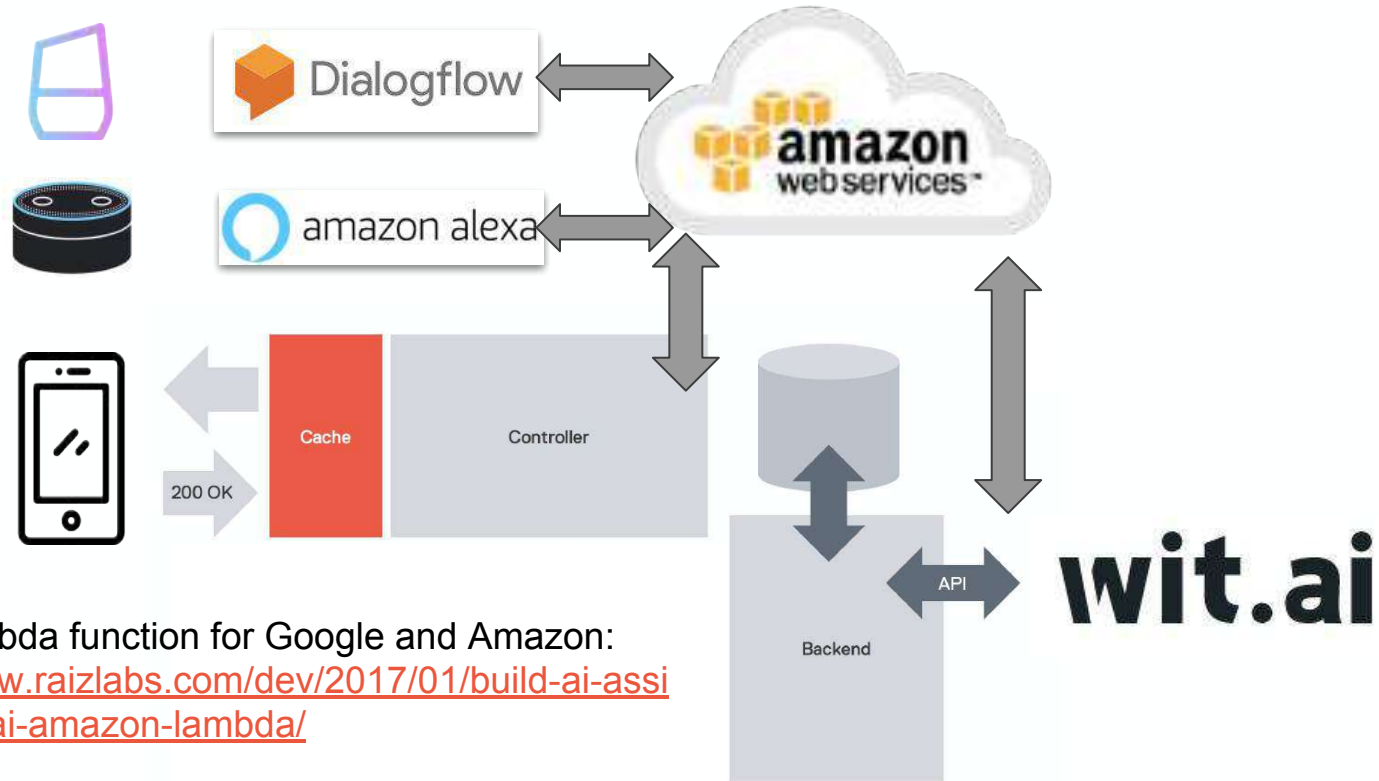 Dialogflow
amazon
webservices™
amazon alexa
Cache
Controller
200 OK
API
wit.ai
Backend
bda function for Google and Amazon:
w.raizlabs.com/dev/2017/01/build-ai-assi
ai-amazon-lambda/